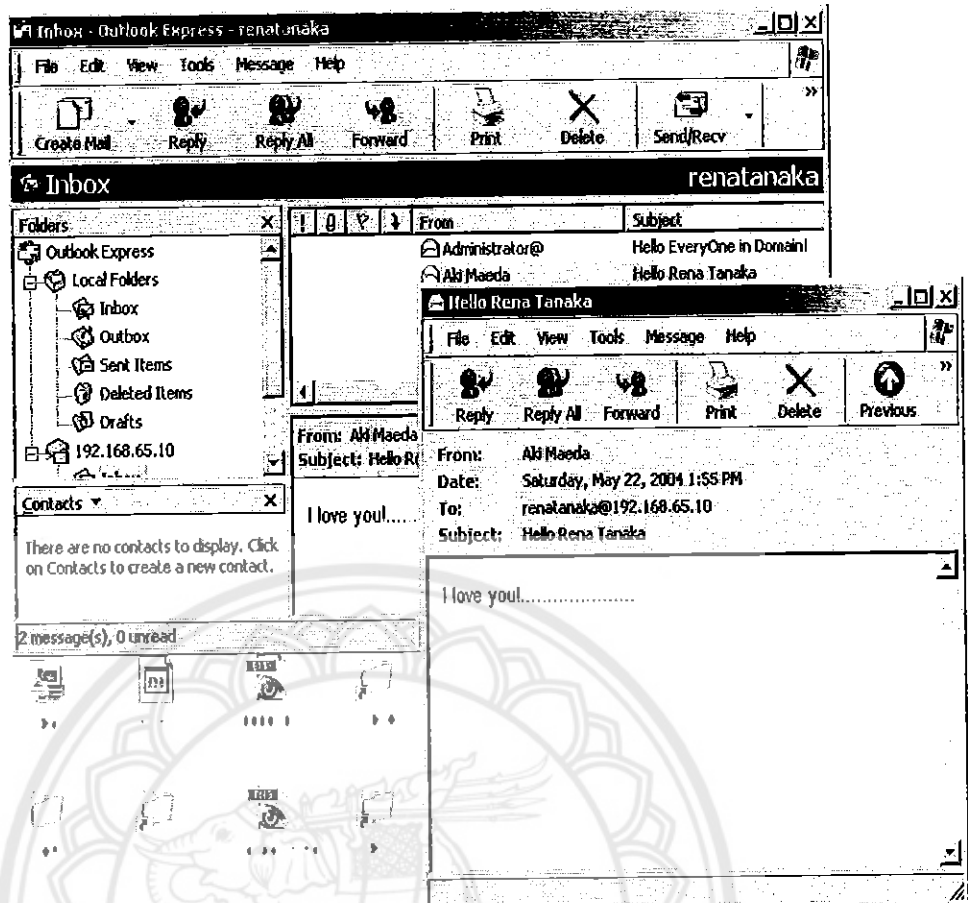 Inbox - Outlook Express - renatanaka
File Edit View Tools Message Help
Create Mail Reply Reply All Forward Print Delete Send/Recv
Inbox renatanaka
Folders
! From Subject
Outlook Express
Administrator@ Hello EveryOne in Domain!
Local Folders
Aki Maeda Hello Rena Tanaka
Inbox
Outbox
Sent Items
Deleted Items
Drafts
192.168.65.10
From: Aki Maeda
Subject: Hello R
I love you!......
Contacts
There are no contacts to display. Click
on Contacts to create a new contact.
2 message(s), 0 unread
Hello Rena Tanaka
File Edit View Tools Message Help
Reply Reply All Forward Print Delete Previous
From: Aki Maeda
Date: Saturday, May 22, 2004 1:55 PM
To: renatanaka@192.168.65.10
Subject: Hello Rena Tanaka
I love you!.....................